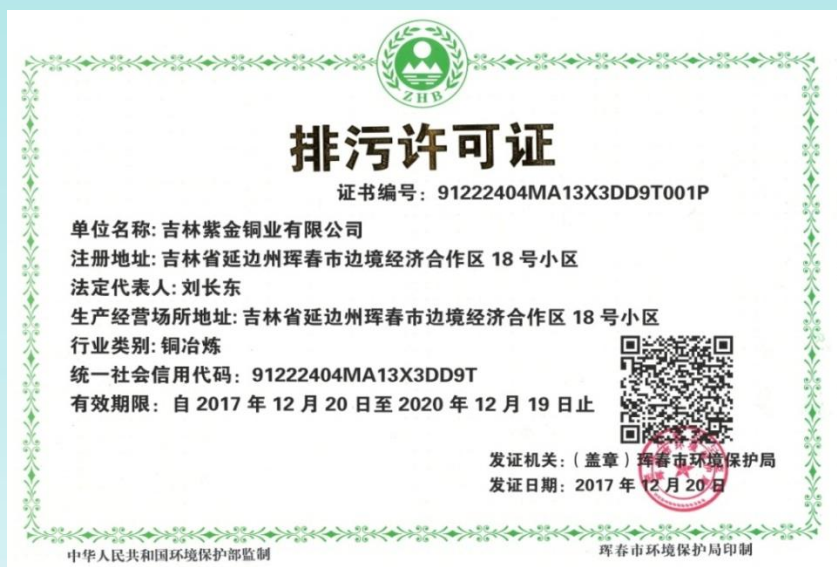 ZHB
排污许可证
证书编号：91222404MA13X3DD9T001P
单位名称：吉林紫金铜业有限公司
注册地址：吉林省延边州珲春市边境经济合作区 18 号小区
法定代表人：刘长东
生产经营场所地址：吉林省延边州珲春市边境经济合作区 18 号小区
行业类别：铜冶炼
统一社会信用代码：91222404MA13X3DD9T
有效期限：自 2017 年 12 月 20 日至 2020 年 12 月 19 日止
发证机关：（盖章）珲春市环境保护局
发证日期：2017 年 12 月 20 日
中华人民共和国环境保护部监制
珲春市环境保护局印制